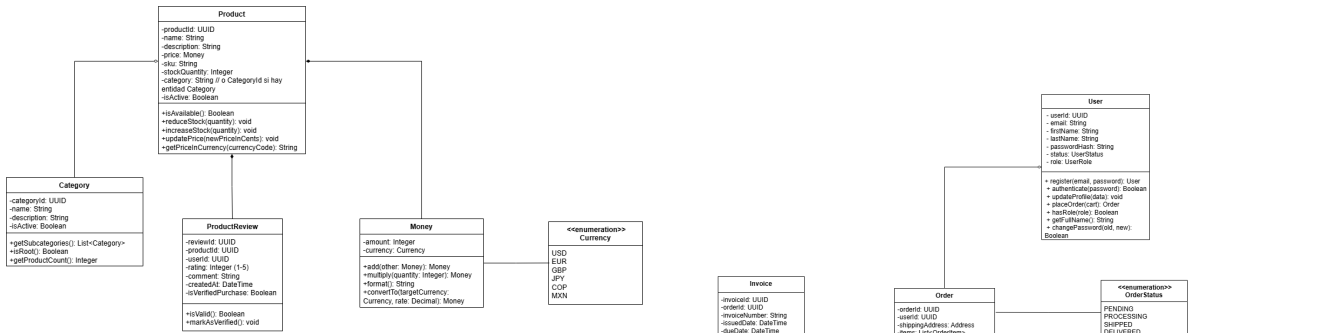 Product
-productId: UUID
-name: String
-description: String
-price: Money
-sku: String
-stockQuantity: Integer
-category: String // o CategoryId si hay
entidad Category
-isActive: Boolean
+isAvailable(): Boolean
+reduceStock(quantity): void
+increaseStock(quantity): void
+updatePrice(newPriceInCents): void
+getPriceInCurrency(currencyCode): String
Category
-categoryId: UUID
-name: String
-description: String
-isActive: Boolean
+getSubcategories(): List<Category>
+isRoot(): Boolean
+getProductCount(): Integer
ProductReview
-reviewId: UUID
-productId: UUID
-userId: UUID
-rating: Integer (1-5)
-comment: String
-createdAt: DateTime
-isVerifiedPurchase: Boolean
+isValid(): Boolean
+markAsVerified(): void
Money
-amount: Integer
-currency: Currency
+add(other: Money): Money
+multiply(quantity: Integer): Money
+format(): String
+convertTo(targetCurrency:
Currency, rate: Decimal): Money
<<enumeration>>
Currency
USD
EUR
GBP
JPY
COP
MXN
User
- userId: UUID
- email: String
- firstName: String
- lastName: String
- passwordHash: String
- status: UserStatus
- role: UserRole
+ register(email, password): User
+ authenticate(password): Boolean
+ updateProfile(data): void
+ placeOrder(cart): Order
+ hasRole(role): Boolean
+ getFullName(): String
+ changePassword(old, new):
Boolean
Invoice
-invoiceId: UUID
-orderId: UUID
-invoiceNumber: String
-issuedDate: DateTime
-dueDate: DateTime
Order
-orderId: UUID
-userId: UUID
-shippingAddress: Address
-items: List<OrderItem>
<<enumeration>>
OrderStatus
PENDING
PROCESSING
SHIPPED
DELIVERED